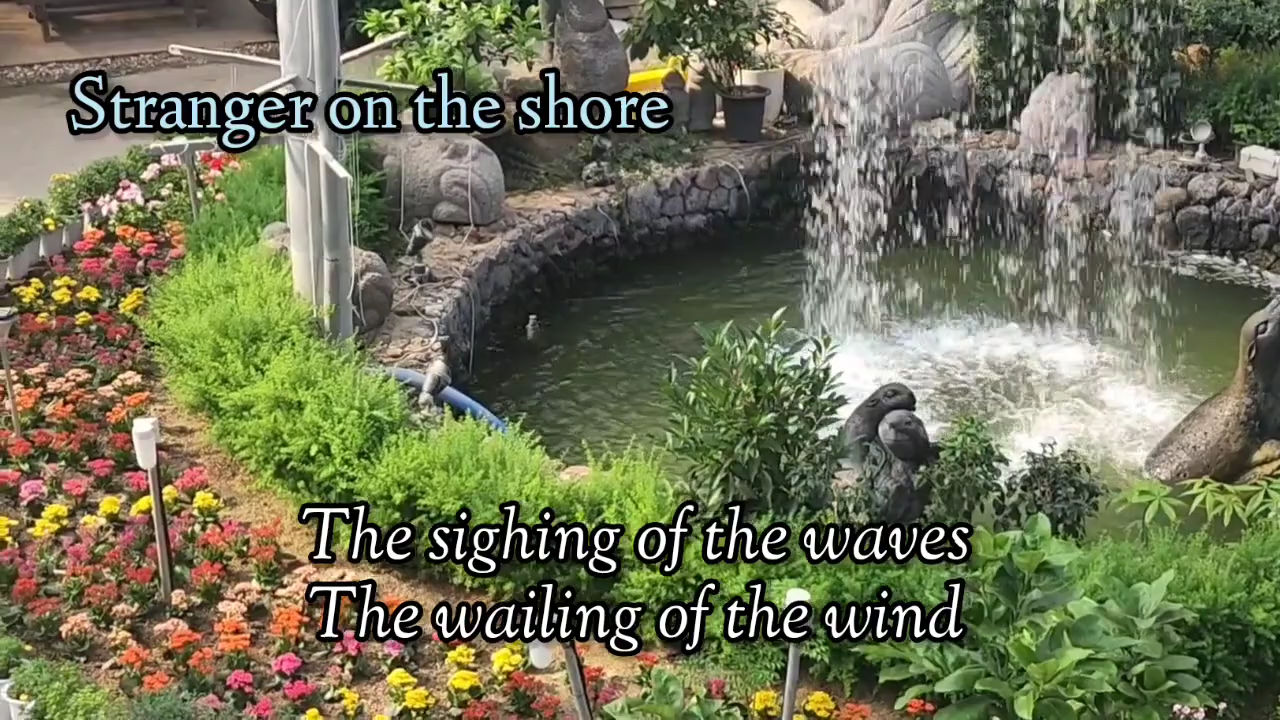 Stranger on the shore
The sighing of the waves
The wailing of the wind